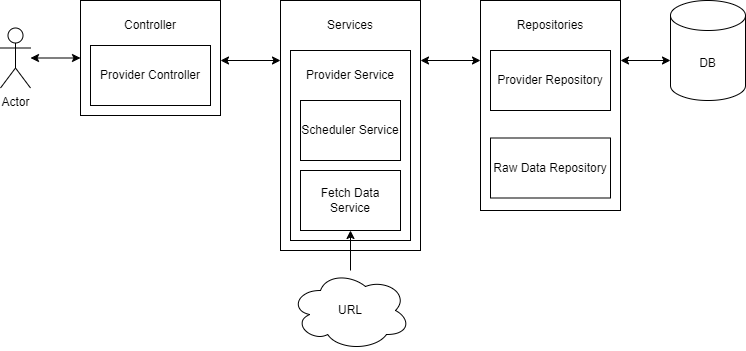 Actor
Controller
Provider Controller
Services
Provider Service
Scheduler Service
Fetch Data
Service
URL
Repositories
Provider Repository
Raw Data Repository
DB